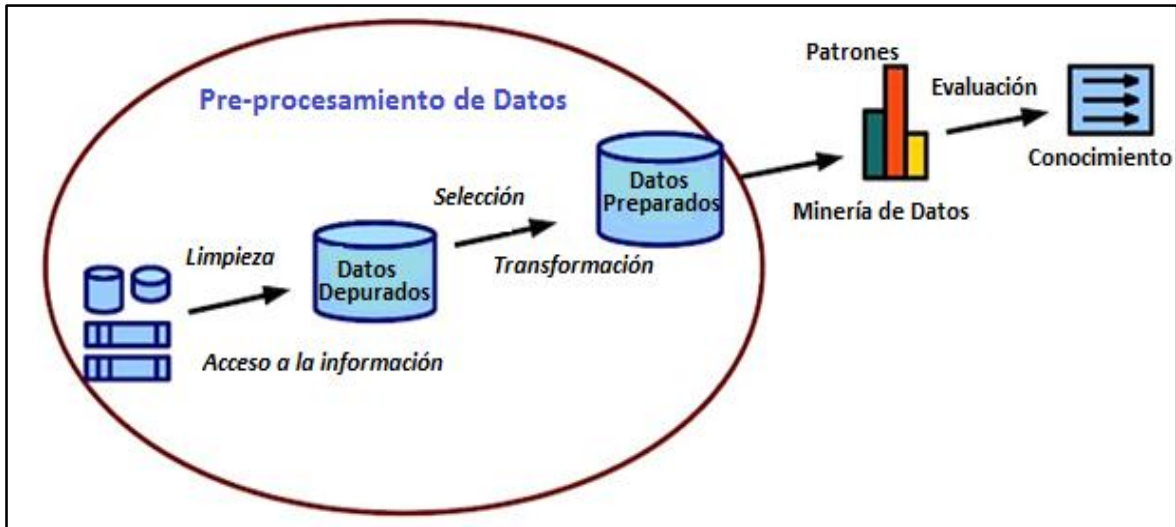 Pre-procesamiento de Datos
Limpieza
Acceso a la información
Datos
Depurados
Selección
Transformación
Datos
Preparados
Patrones
Minería de Datos
Evaluación
Conocimiento